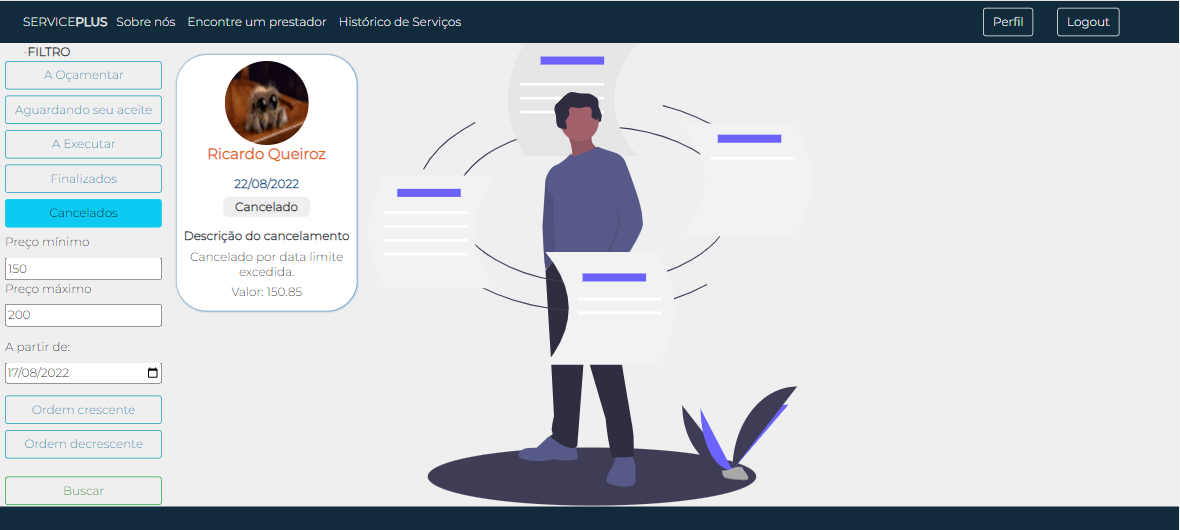 SERVICEPLUS Sobre nós Encontre um prestador Histórico de Serviços Perfil Logout
-FILTRO
A Oçamentar
Aguardando seu aceite
A Executar
Finalizados
Cancelados
Preço mínimo
150
Preço máximo
200
A partir de:
17/08/2022
Ordem crescente
Ordem decrescente
Buscar
Ricardo Queiroz
22/08/2022
Cancelado
Descrição do cancelamento
Cancelado por data limite
excedida.
Valor: 150.85